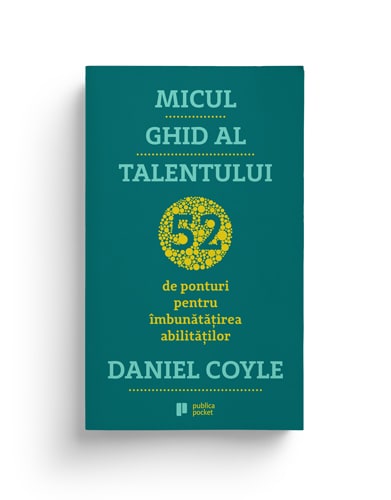 MICUL
GHID AL
TALENTULUI
52
de ponturi
pentru
îmbunătățirea
abilităților
DANIEL COYLE
publica
pocket